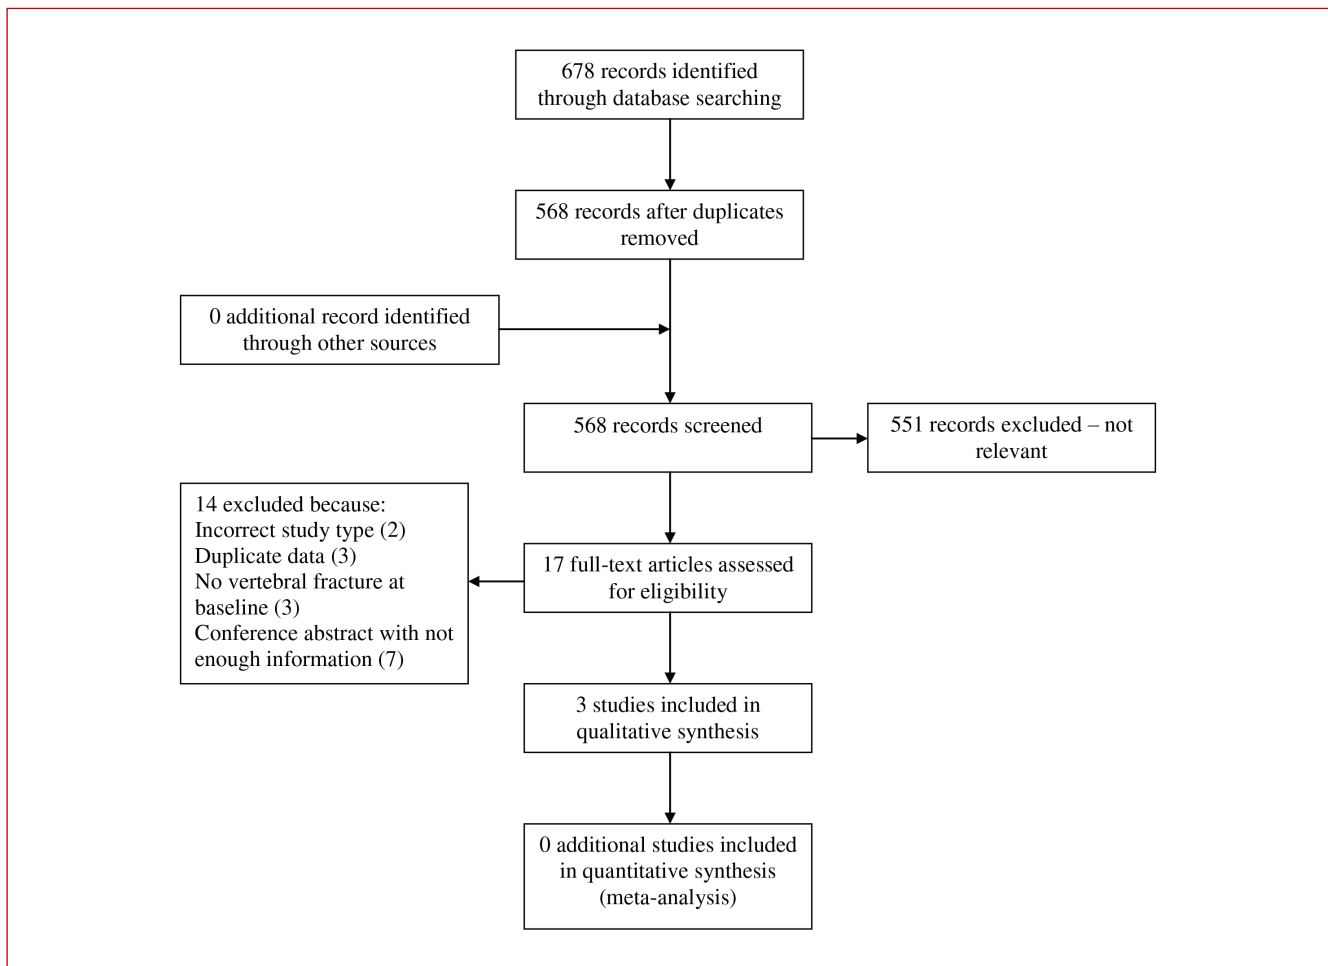 678 records identified
through database searching
568 records after duplicates
removed
0 additional record identified
through other sources
568 records screened
551 records excluded – not
relevant
14 excluded because:
Incorrect study type (2)
Duplicate data (3)
No vertebral fracture at
baseline (3)
Conference abstract with not
enough information (7)
17 full-text articles assessed
for eligibility
3 studies included in
qualitative synthesis
0 additional studies included
in quantitative synthesis
(meta-analysis)